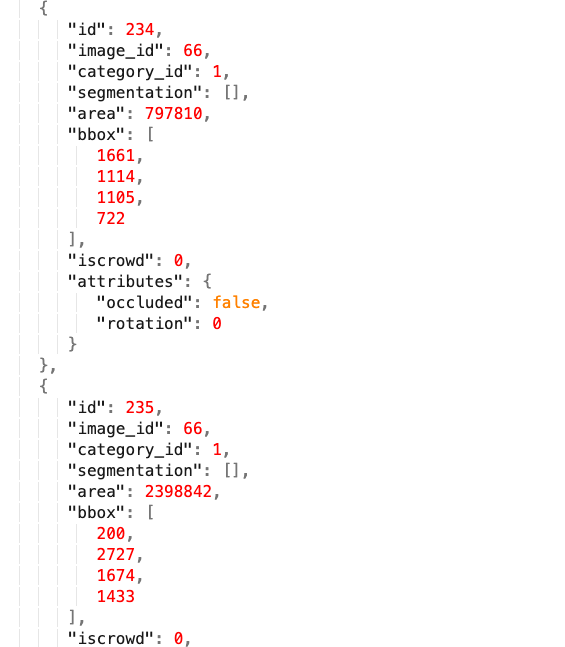 {
"id": 234,
"image_id": 66,
"category_id": 1,
"segmentation": [],
"area": 797810,
"bbox": [
1661,
1114,
1105,
722
],
"iscrowd": 0,
"attributes": {
"occluded": false,
"rotation": 0
}
},
{
"id": 235,
"image_id": 66,
"category_id": 1,
"segmentation": [],
"area": 2398842,
"bbox": [
200,
2727,
1674,
1433
],
"iscrowd": 0,